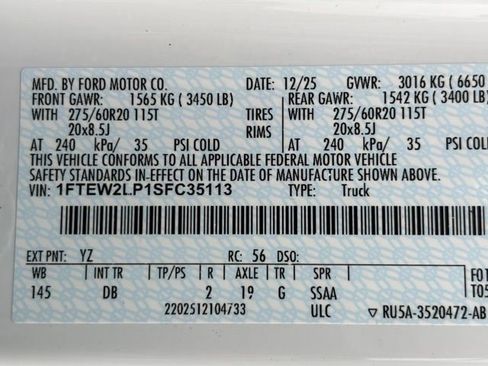 MFD. BY FORD MOTOR CO. DATE: 12/25 GVWR: 3016 KG ( 6650
FRONT GAWR: 1565 KG ( 3450 LB) REAR GAWR: 1542 KG ( 3400 LB)
WITH 275/60R20 115T TIRES WITH 275/60R20 115T
20x8.5J RIMS 20x8.5J
AT 240 kPa/ 35 PSI COLD AT 240 kPa/ 35 PSI COLD
THIS VEHICLE CONFORMS TO ALL APPLICABLE FEDERAL MOTOR VEHICLE
SAFETY STANDARDS IN EFFECT ON THE DATE OF MANUFACTURE SHOWN ABOVE.
VIN: 1FTEW2LP1SFC35113 TYPE: Truck
EXT PNT: YZ RC: 56 DSO:
WB INT TR TP/PS R AXLE TR SPR
145 DB 2 19 G SSAA
2202512104733 ULC ▽ RU5A-3520472-AB